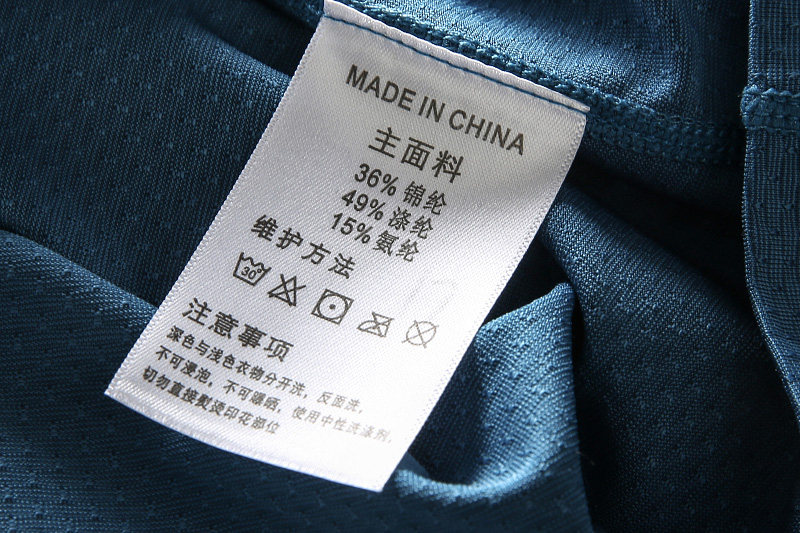 MADE IN CHINA
主面料
36% 锦纶
49% 涤纶
15% 氨纶
维护方法
30°
注意事项
深色与浅色衣物分开洗，反面洗，
不可浸泡，不可曝晒，使用中性洗涤剂，
切勿直接熨烫印花部位